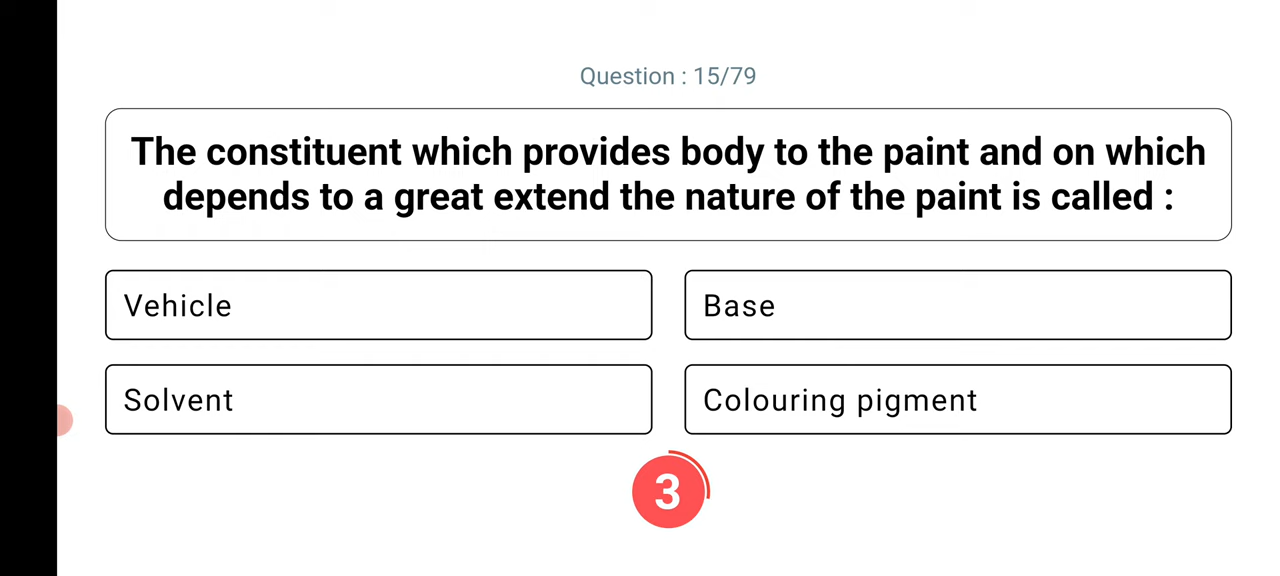 Question : 15/79
The constituent which provides body to the paint and on which
depends to a great extend the nature of the paint is called :
Vehicle
Base
Solvent
Colouring pigment
3